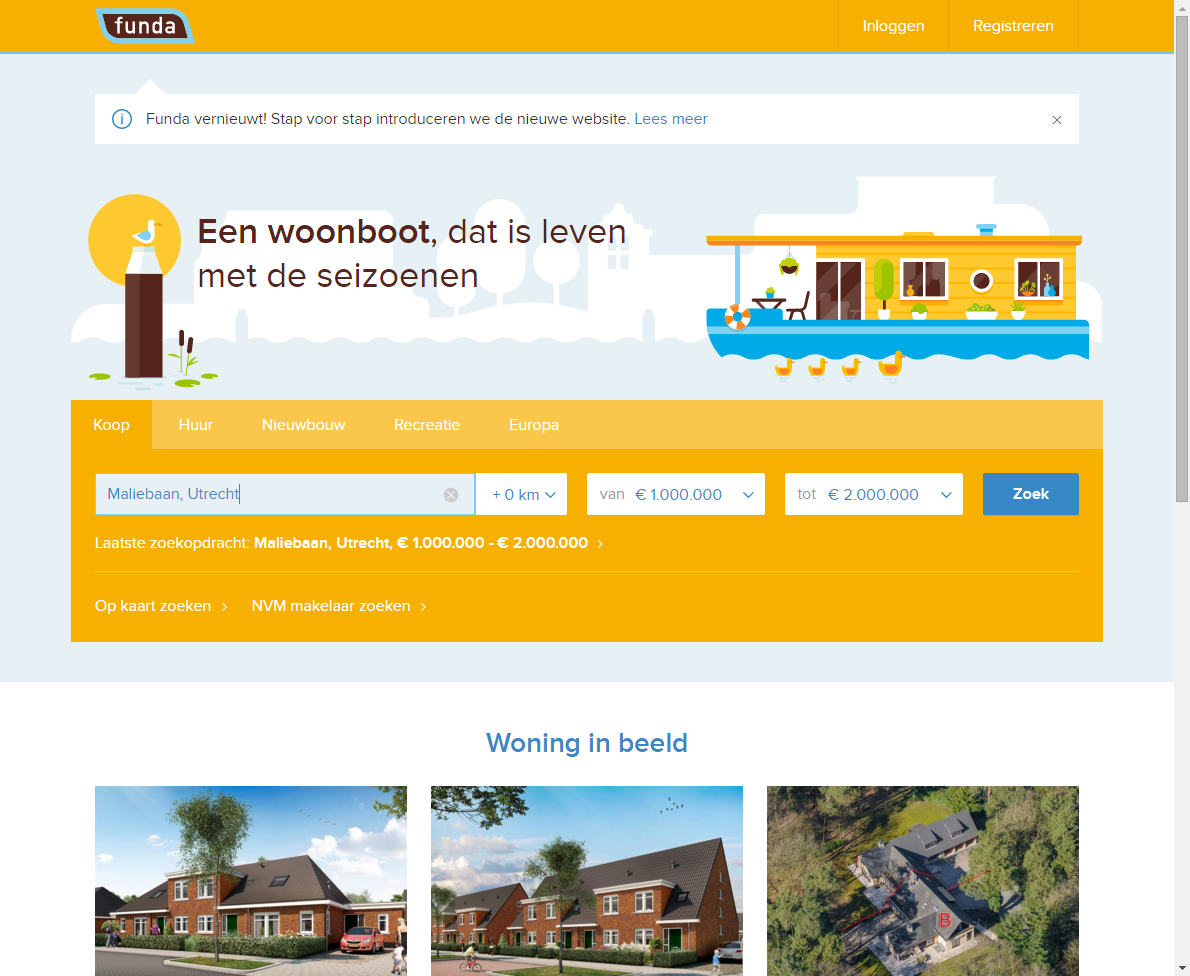 funda
Inloggen
Registreren
Funda vernieuwt! Stap voor stap introduceren we de nieuwe website. Lees meer
Een woonboot, dat is leven
met de seizoenen
Koop
Huur
Nieuwbouw
Recreatie
Europa
Maliebaan, Utrecht
+ 0 km
van € 1.000.000
tot € 2.000.000
Zoek
Laatste zoekopdracht: Maliebaan, Utrecht, € 1.000.000 - € 2.000.000
Op kaart zoeken
NVM makelaar zoeken
Woning in beeld
B